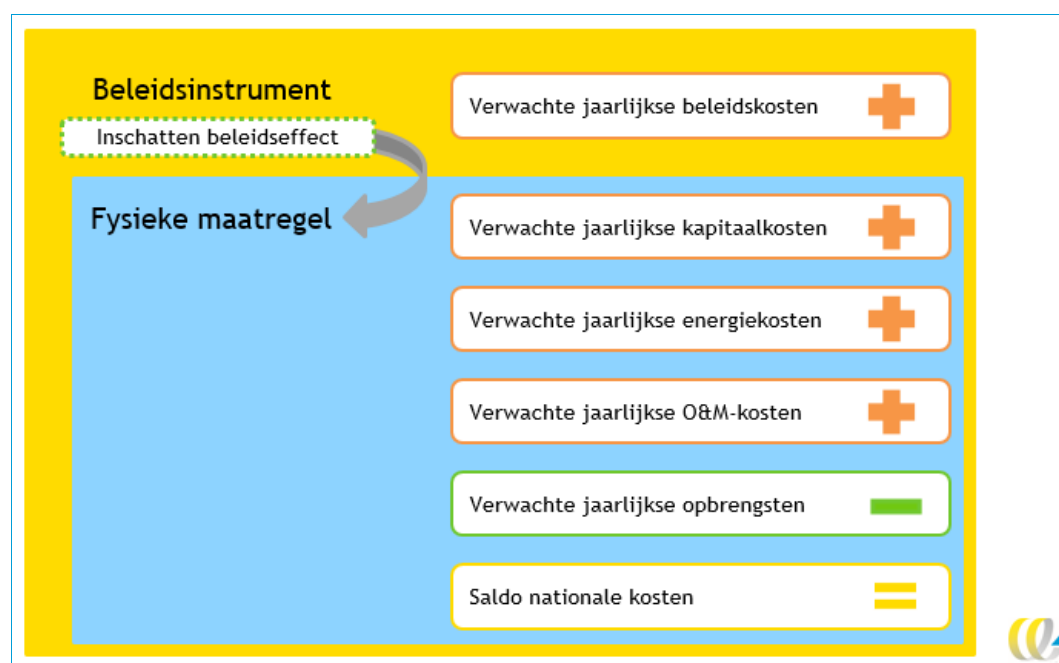 Beleidsinstrument
Inschatten beleidseffect
Verwachte jaarlijkse beleidskosten
Fysieke maatregel
Verwachte jaarlijkse kapitaalkosten
Verwachte jaarlijkse energiekosten
Verwachte jaarlijkse O&M-kosten
Verwachte jaarlijkse opbrengsten
Saldo nationale kosten